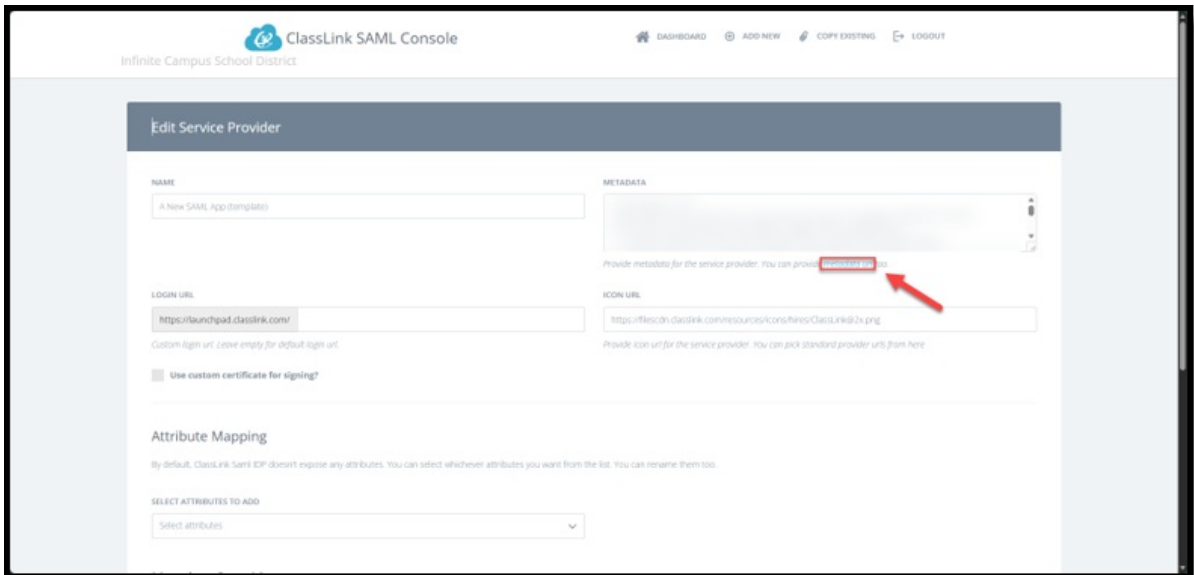 ClassLink SAML Console
DASHBOARD ADD NEW COPY EXISTING LOGOUT
Infinite Campus School District
Edit Service Provider
NAME
METADATA
A New SAML App (template)
Provide metadata for the service provider. You can provide metadata url too.
LOGIN URL
ICON URL
https://launchpad.classlink.com/
https://filescdn.classlink.com/resources/icons/hires/ClassLink@2x.png
Custom login url. Leave empty for default login url.
Provide icon url for the service provider. You can pick standard provider urls from here
Use custom certificate for signing?
Attribute Mapping
By default, ClassLink Saml IDP doesn't expose any attributes. You can select whichever attributes you want from the list. You can rename them too.
SELECT ATTRIBUTES TO ADD
Select attributes